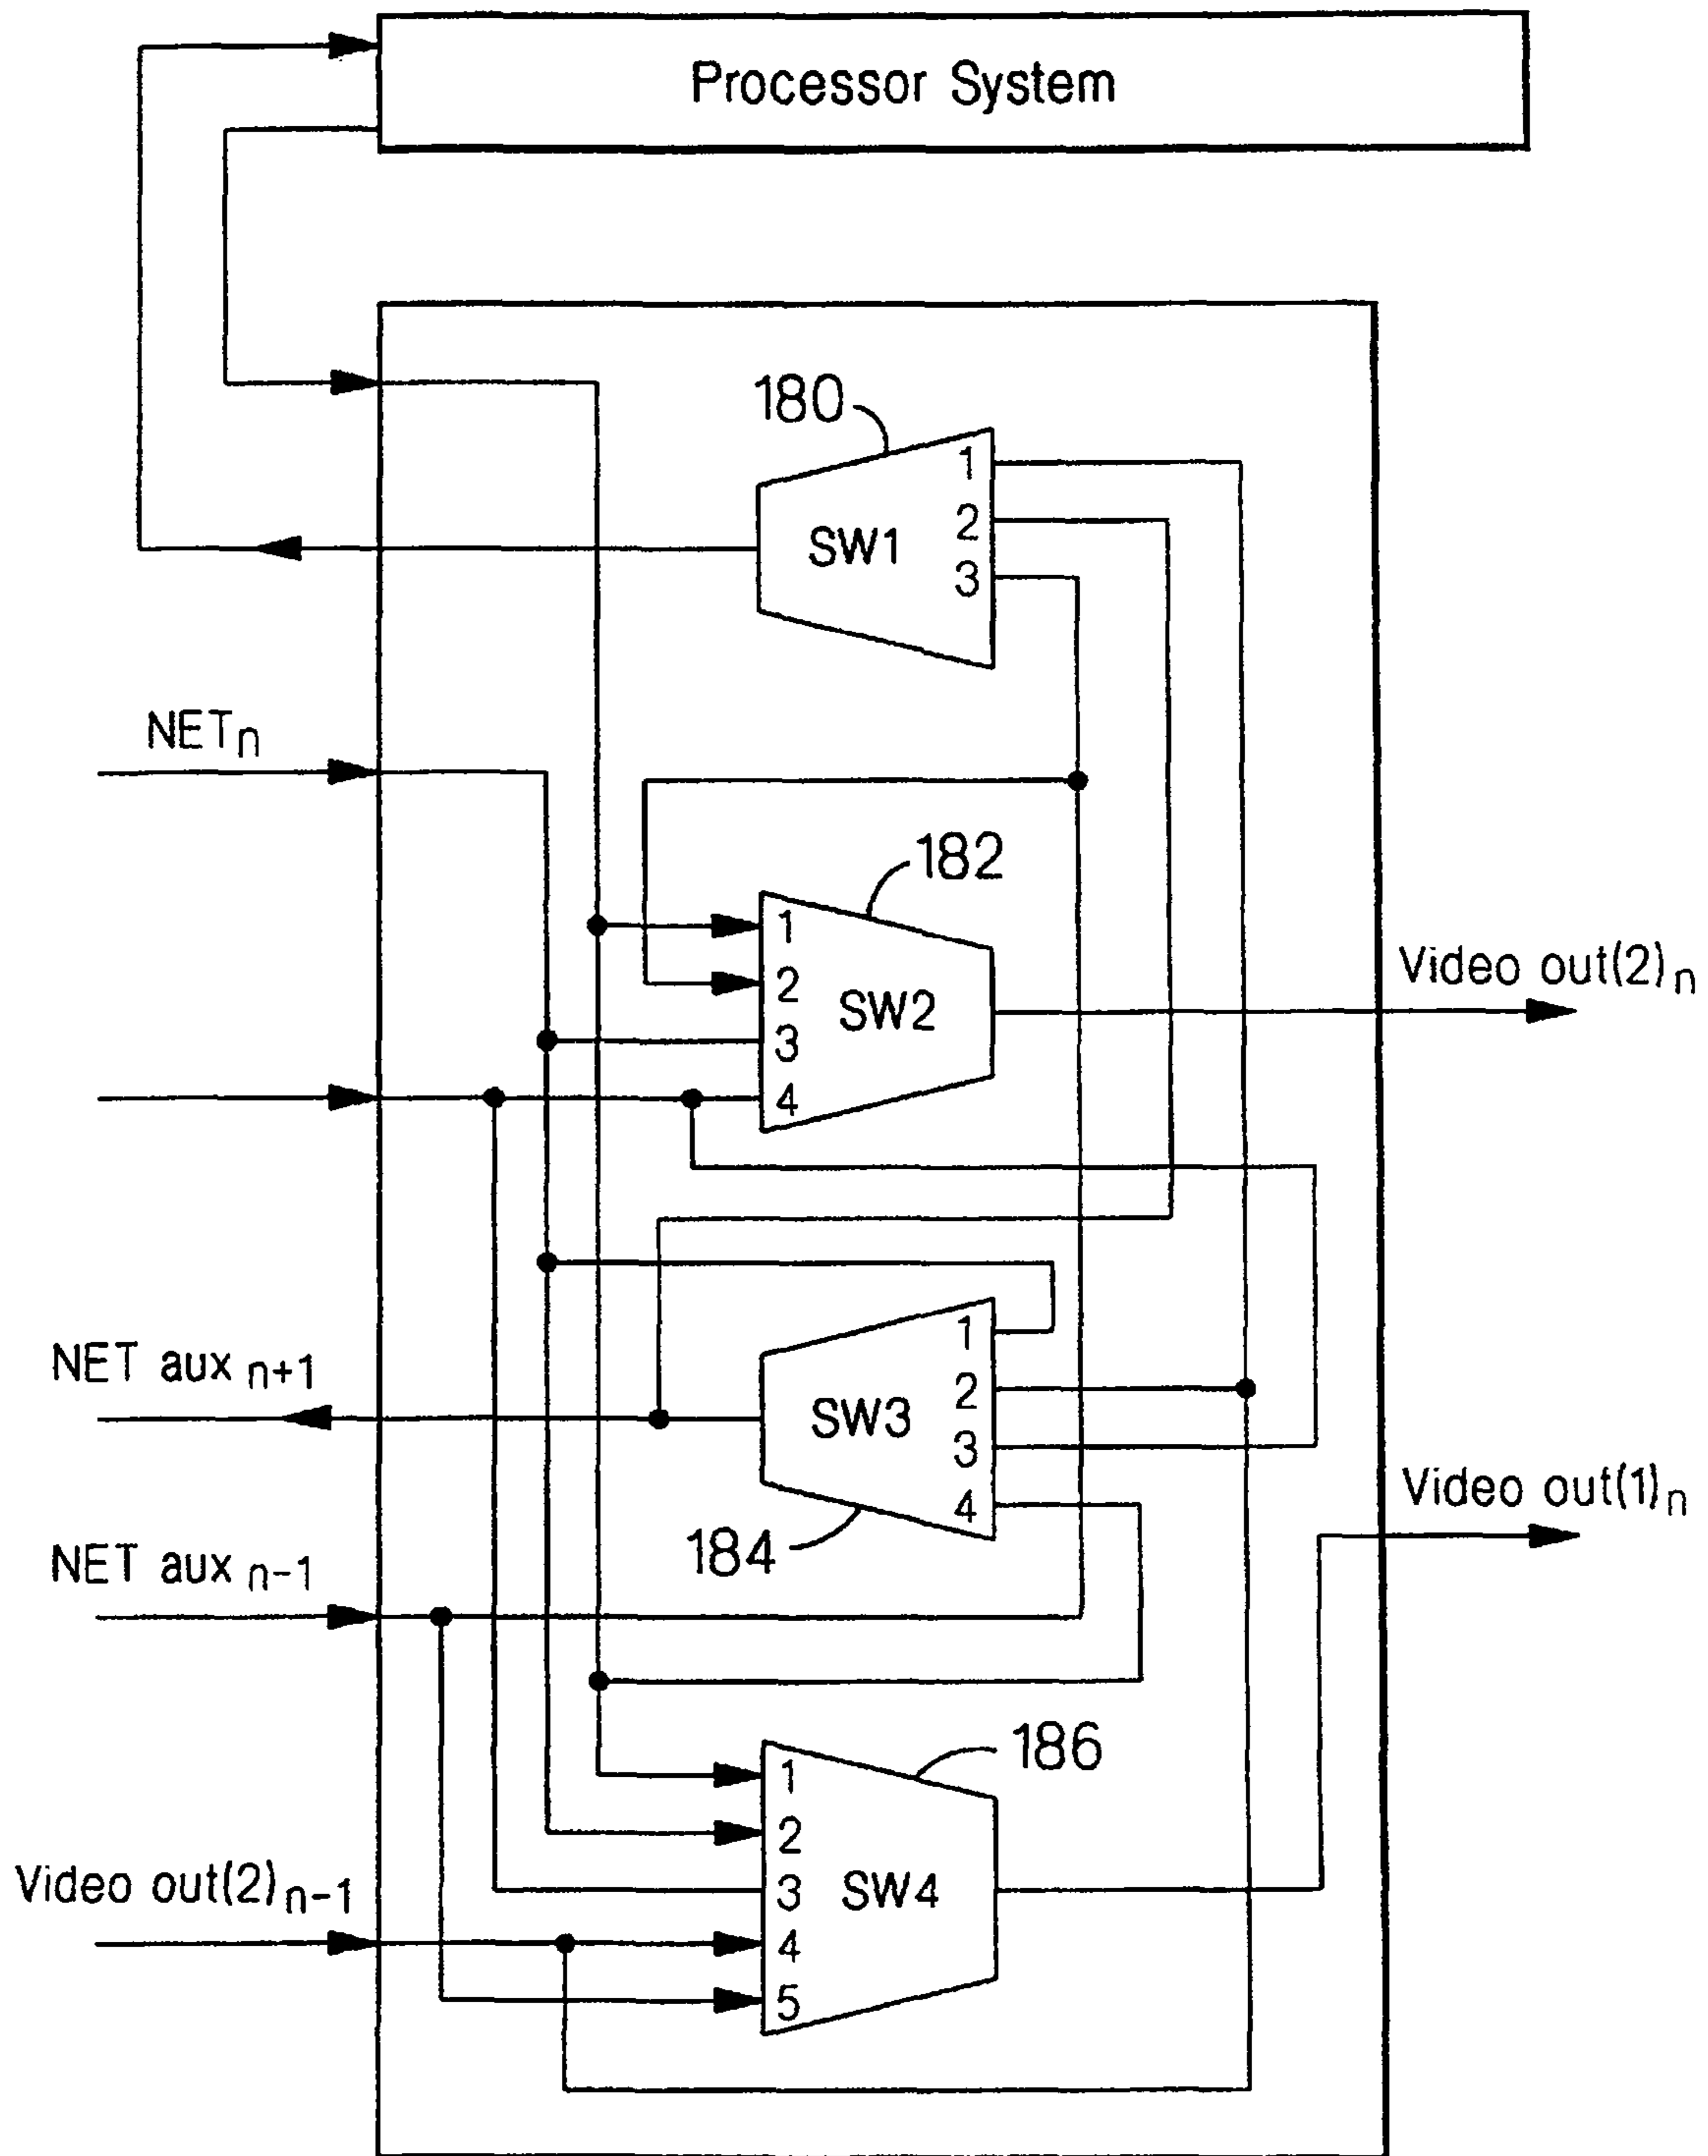 Processor System
180
1
2
3
SW1
NETn
182
1
2
3
4
SW2
Video out(2)n
NET aux n+1
1
2
3
4
SW3
184
Video out(1)n
NET aux n-1
186
1
2
3
4
5
SW4
Video out(2)n-1